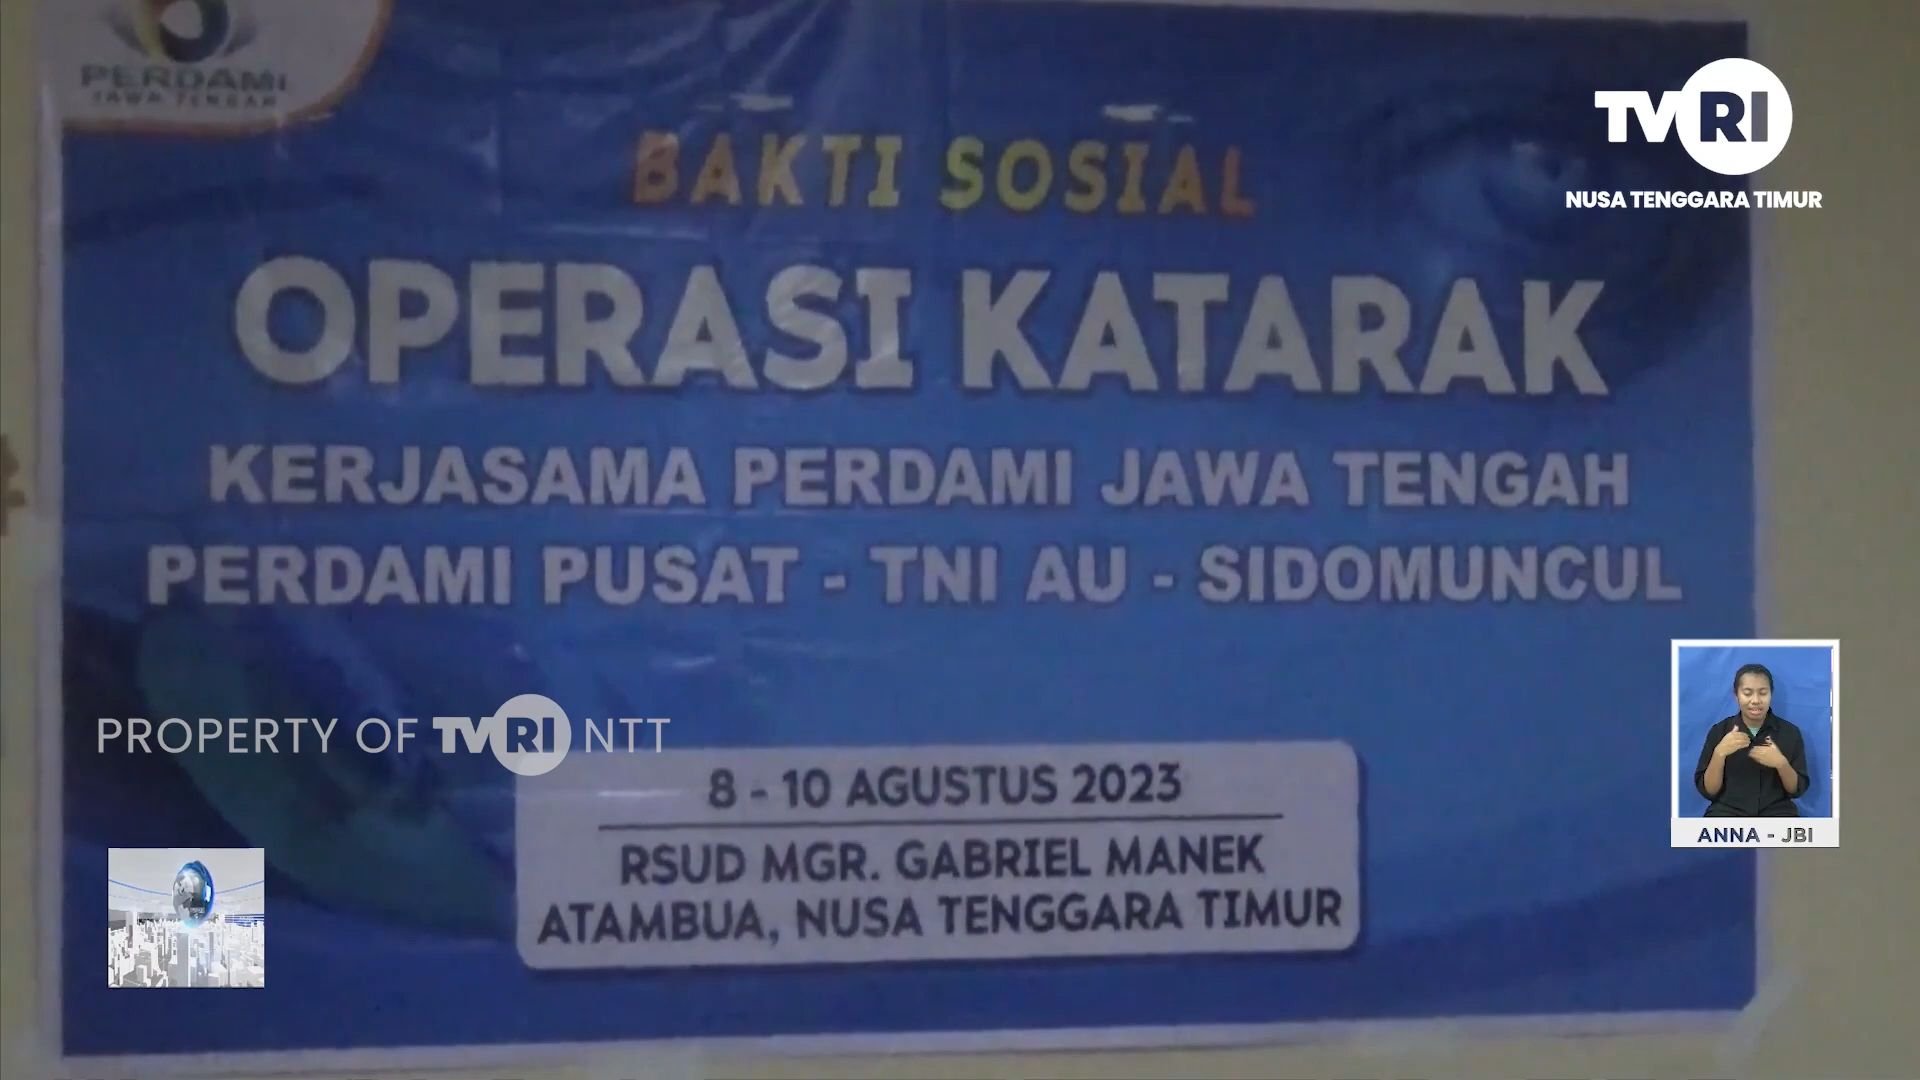 PERDAMI
JAWA TENGAH
TVRI
NUSA TENGGARA TIMUR
BAKTI SOSIAL
OPERASI KATARAK
KERJASAMA PERDAMI JAWA TENGAH
PERDAMI PUSAT - TNI AU - SIDOMUNCUL
PROPERTY OF TVRI NTT
8 - 10 AGUSTUS 2023
RSUD MGR. GABRIEL MANEK
ATAMBUA, NUSA TENGGARA TIMUR
ANNA - JBI